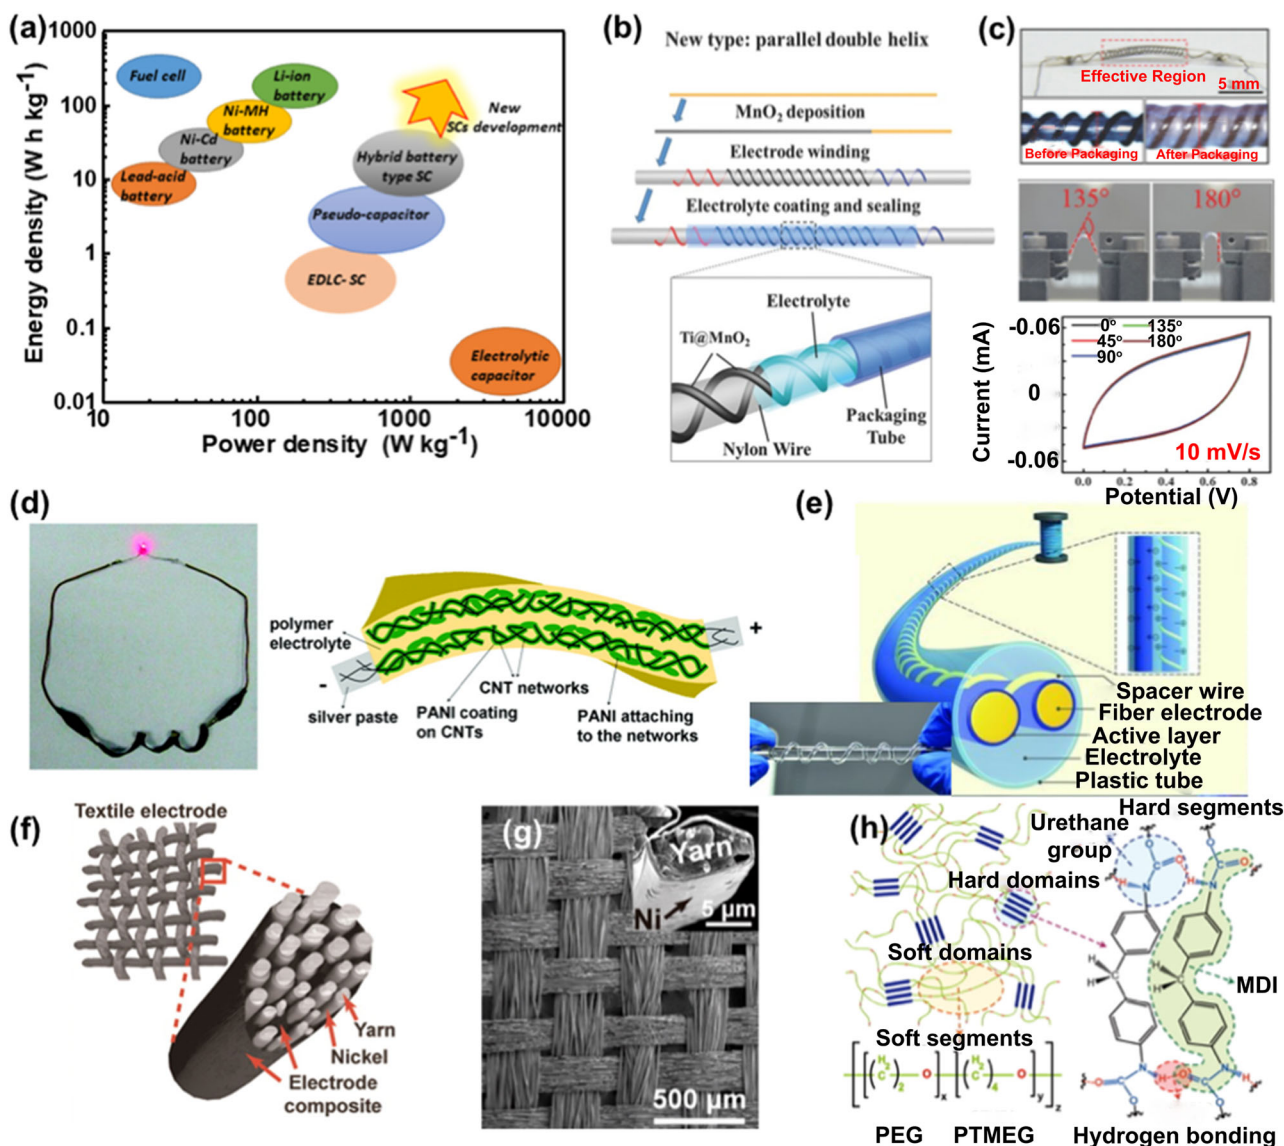 (a)
1000
100
10
1
0.1
0.01
Energy density (W h kg-1)
Fuel cell
Li-ion
battery
Ni-MH
battery
Ni-Cd
battery
Lead-acid
battery
New
SCs development
Hybrid battery
type SC
Pseudo-capacitor
EDLC- SC
Electrolytic
capacitor
10
100
1000
10000
Power density (W kg-1)
(b)
New type: parallel double helix
MnO2 deposition
Electrode winding
Electrolyte coating and sealing
Electrolyte
Ti@MnO2
Packaging
Tube
Nylon Wire
(c)
Effective Region
5 mm
Before Packaging
After Packaging
135°
180°
-0.06
0
-0.06
Current (mA)
0° 135°
45° 180°
90°
10 mV/s
0.0 0.2 0.4 0.6 0.8
Potential (V)
(d)
polymer
electrolyte
+
-
silver paste
CNT networks
PANI coating
on CNTs
PANI attaching
to the networks
(e)
Spacer wire
Fiber electrode
Active layer
Electrolyte
Plastic tube
(f)
Textile electrode
Yarn
Nickel
Electrode
composite
(g)
Yarn
Ni
5 µm
500 µm
(h)
Hard segments
Urethane
group
Hard domains
Soft domains
MDI
Soft segments
H2
C
2
O
x
H2
C
4
O
y
z
PEG
PTMEG
Hydrogen bonding